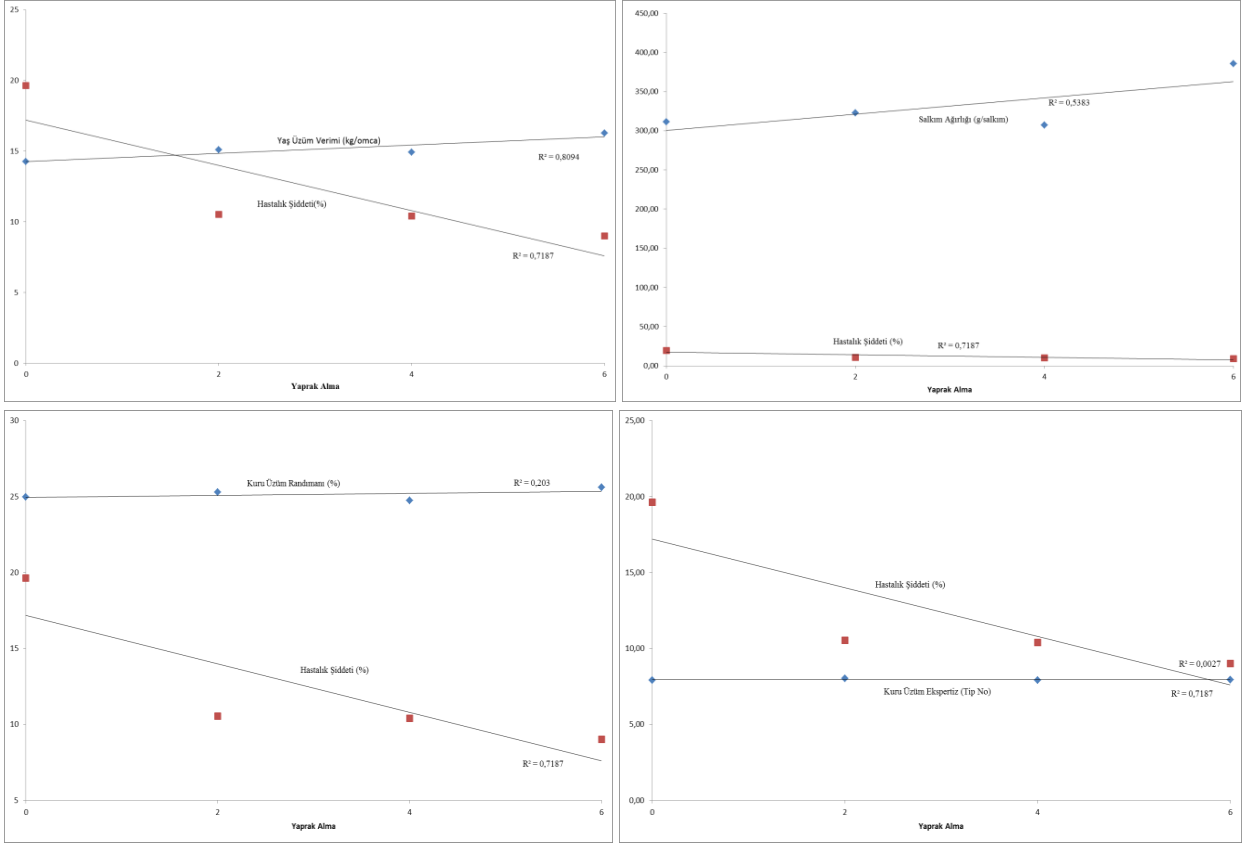 25
20
15
10
5
0
Yaş Üzüm Verimi (kg/omca)
R² = 0,8094
Hastalık Şiddeti(%)
R² = 0,7187
0
2
4
6
Yaprak Alma
450,00
400,00
350,00
300,00
250,00
200,00
150,00
100,00
50,00
0,00
R² = 0,5383
Salkım Ağırlığı (g/salkım)
Hastalık Şiddeti (%)
R² = 0,7187
0
2
4
6
Yaprak Alma
30
25
20
15
10
5
Kuru Üzüm Randımanı (%)
R² = 0,203
Hastalık Şiddeti (%)
R² = 0,7187
0
2
4
6
Yaprak Alma
25,00
20,00
15,00
10,00
5,00
0,00
Hastalık Şiddeti (%)
R² = 0,0027
Kuru Üzüm Ekspertiz (Tip No)
R² = 0,7187
0
2
4
6
Yaprak Alma